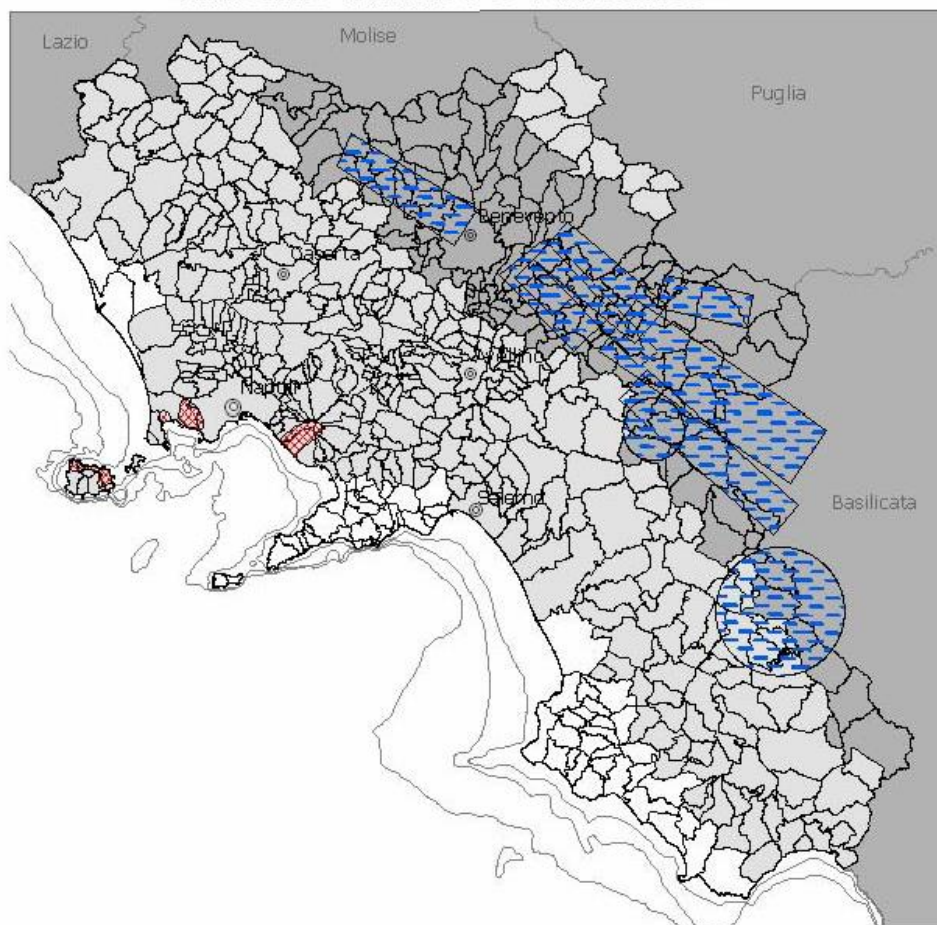 Lazio
Molise
Puglia
Benevento
Caserta
Avellino
Napoli
Salerno
Basilicata